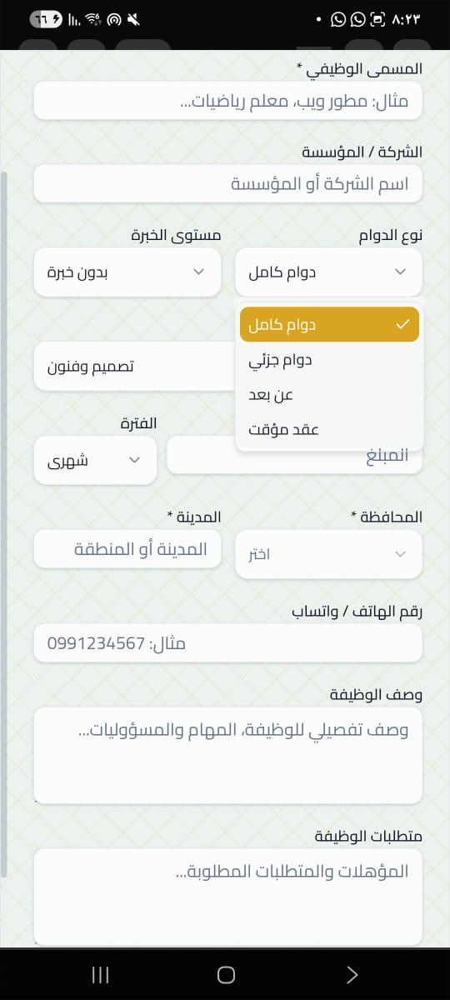 ٨:٢٣
٦٦
المسمى الوظيفي *
مثال: مطور ويب، معلم رياضيات...
الشركة / المؤسسة
اسم الشركة أو المؤسسة
نوع الدوام
مستوى الخبرة
دوام كامل
بدون خبرة
دوام كامل
دوام جزئي
عن بعد
عقد مؤقت
تصميم وفنون
الفترة
المبلغ
شهري
المحافظة *
المدينة *
اختر
المدينة أو المنطقة
رقم الهاتف / واتساب
مثال: 0991234567
وصف الوظيفة
وصف تفصيلي للوظيفة، المهام والمسؤوليات...
متطلبات الوظيفة
المؤهلات والمتطلبات المطلوبة...